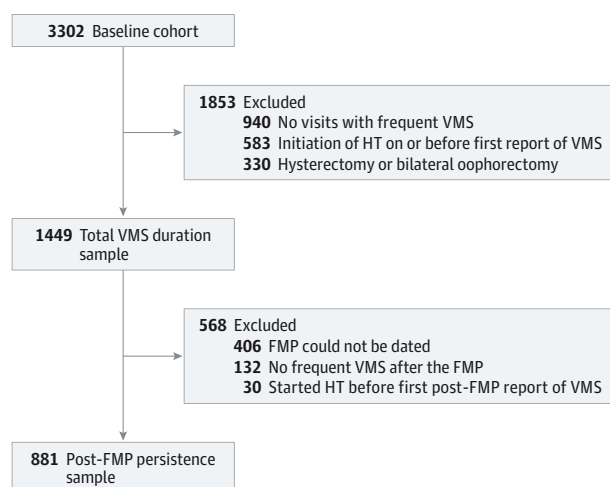 3302 Baseline cohort
1853 Excluded
940 No visits with frequent VMS
583 Initiation of HT on or before first report of VMS
330 Hysterectomy or bilateral oophorectomy
1449 Total VMS duration
sample
568 Excluded
406 FMP could not be dated
132 No frequent VMS after the FMP
30 Started HT before first post-FMP report of VMS
881 Post-FMP persistence
sample